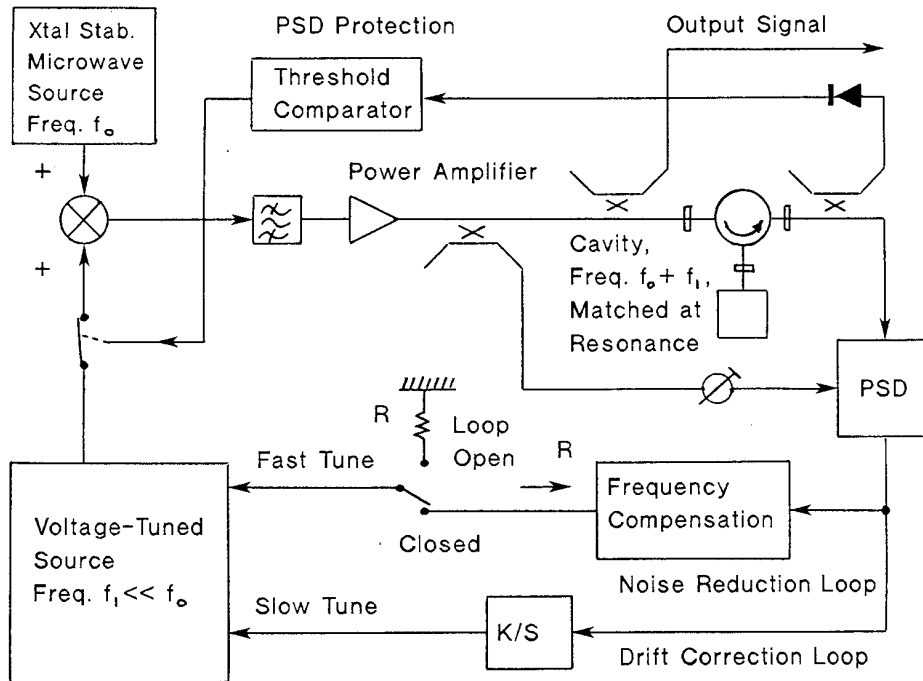 Xtal Stab.
Microwave
Source
Freq. f₀
PSD Protection
Output Signal
Threshold
Comparator
+
+
Power Amplifier
Cavity,
Freq. f₀ + f₁,
Matched at
Resonance
PSD
R
Loop
Open
R
Fast Tune
Closed
Frequency
Compensation
Voltage-Tuned
Source
Freq. f₁ << f₀
Noise Reduction Loop
Slow Tune
K/S
Drift Correction Loop